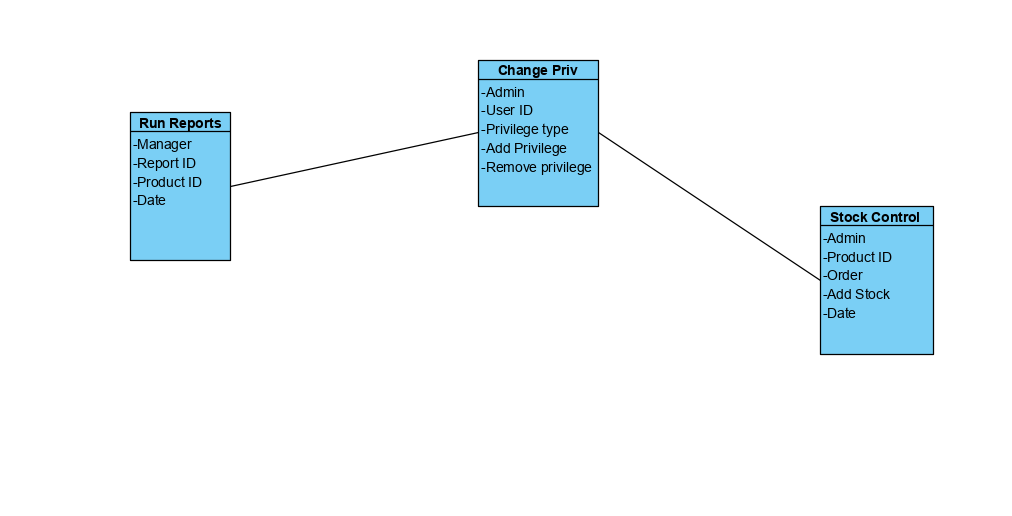 Run Reports
-Manager
-Report ID
-Product ID
-Date
Change Priv
-Admin
-User ID
-Privilege type
-Add Privilege
-Remove privilege
Stock Control
-Admin
-Product ID
-Order
-Add Stock
-Date